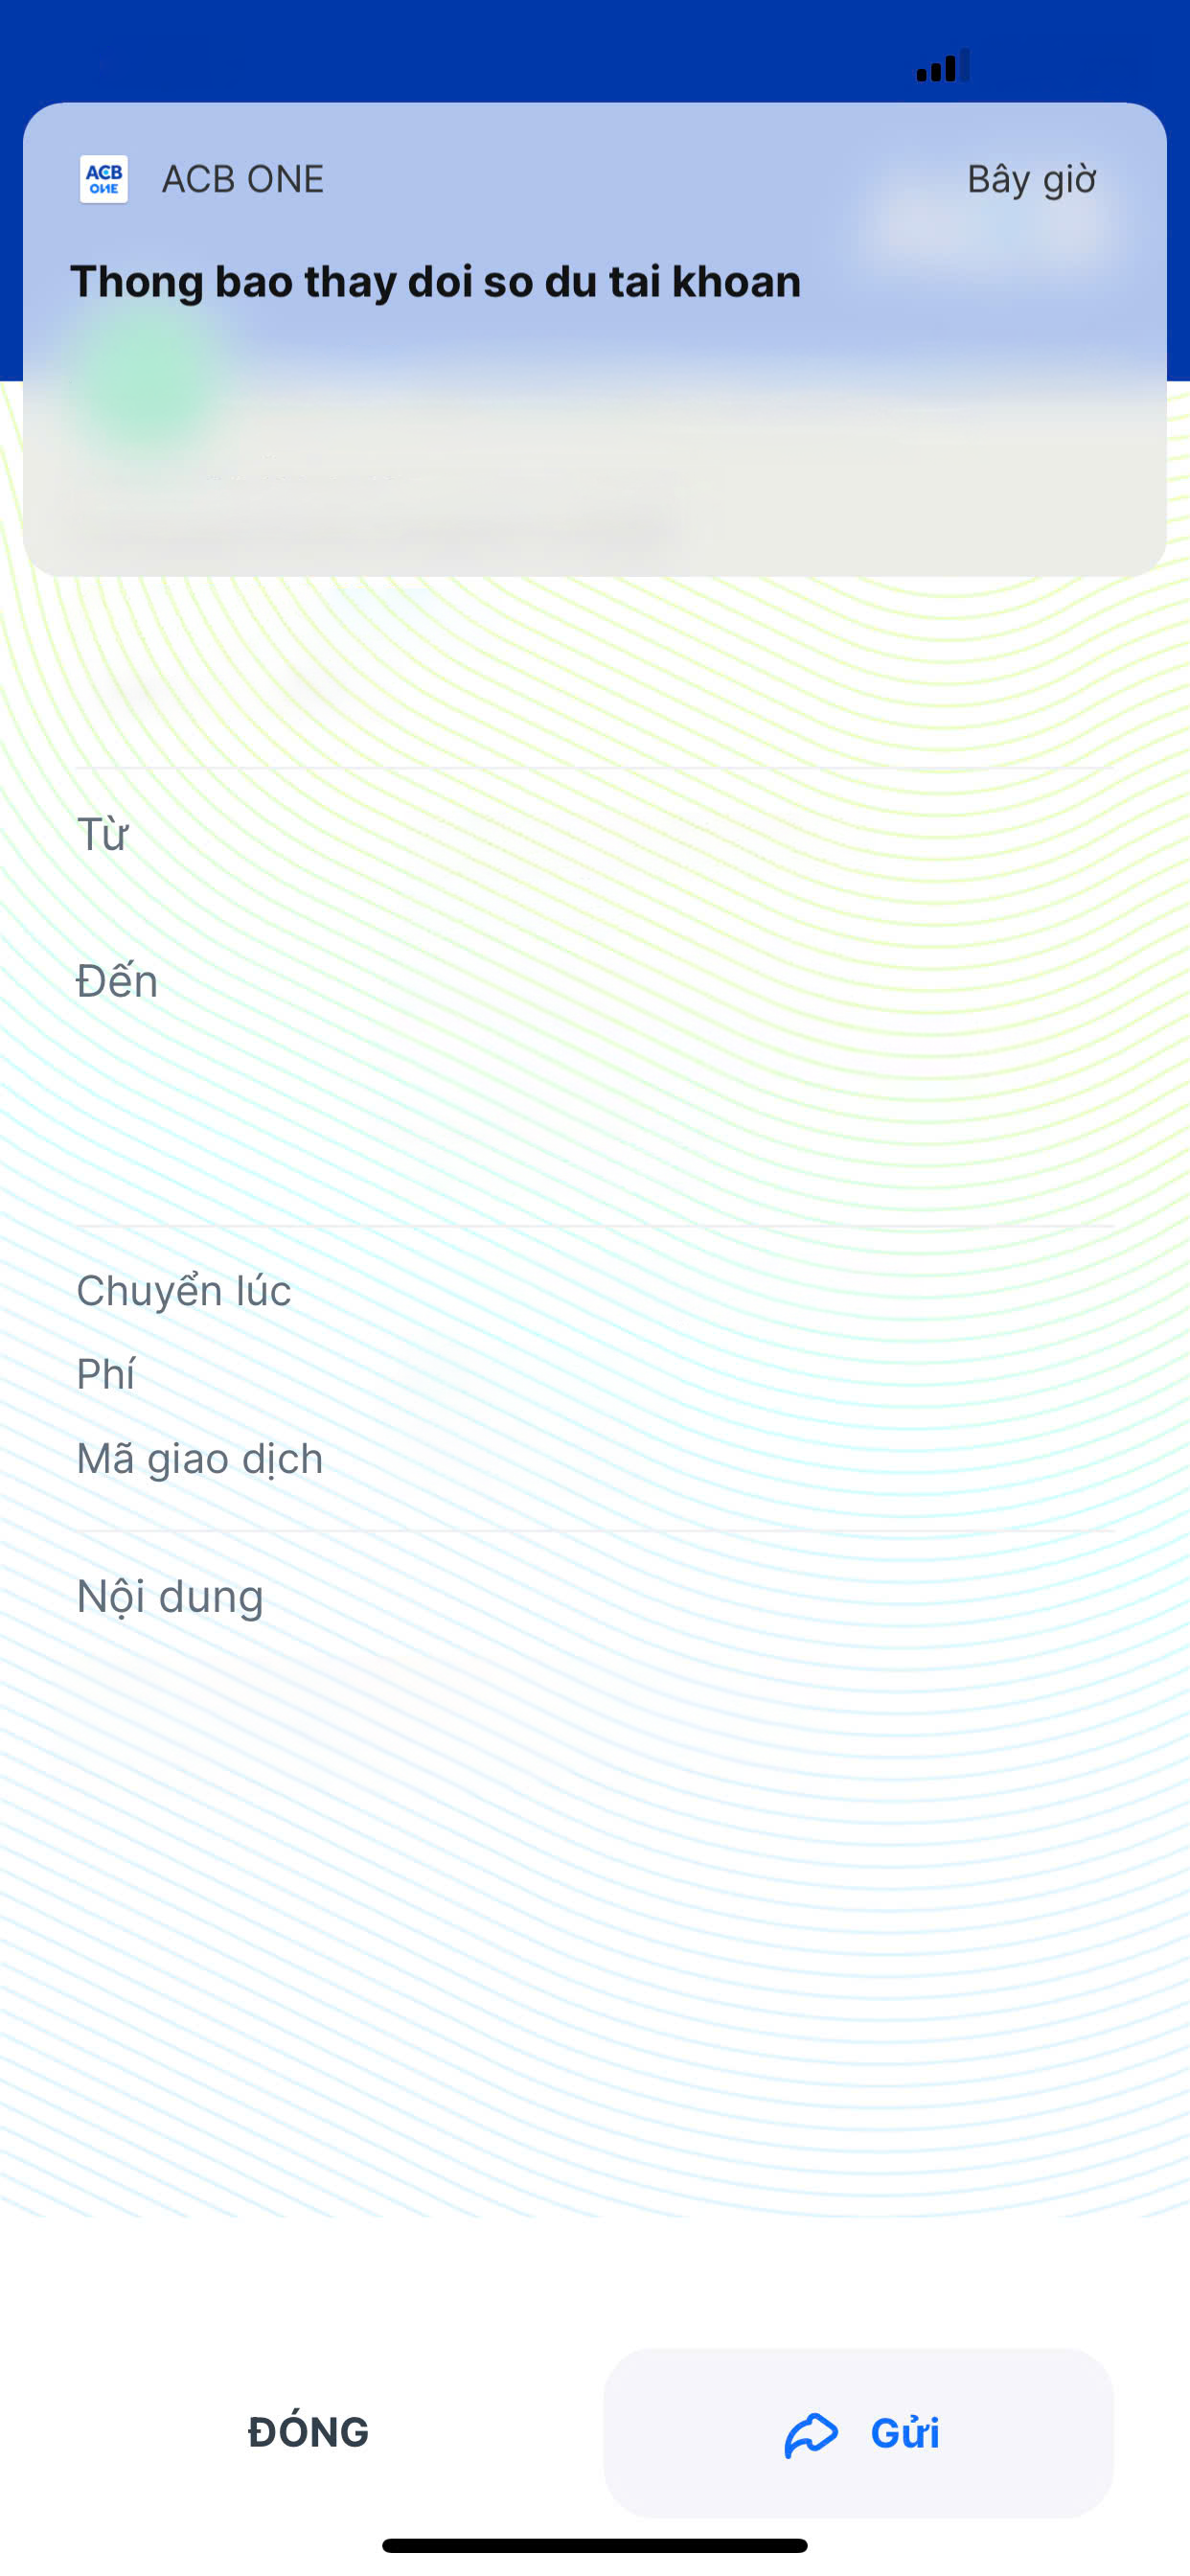 ACB
ONE
ACB ONE
Bây giờ
Thong bao thay doi so du tai khoan
Từ
Đến
Chuyển lúc
Phí
Mã giao dịch
Nội dung
ĐÓNG
Gửi